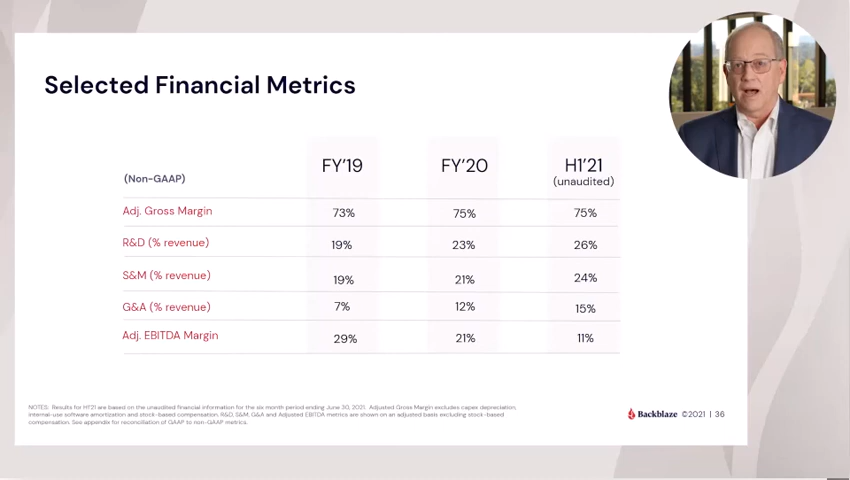 Selected Financial Metrics
(Non-GAAP) FY'19 FY'20 H1'21
(unaudited)
Adj. Gross Margin 73% 75% 75%
R&D (% revenue) 19% 23% 26%
S&M (% revenue) 19% 21% 24%
G&A (% revenue) 7% 12% 15%
Adj. EBITDA Margin 29% 21% 11%
NOTES: Results for H1'21 are based on the unaudited financial information for the six month period ending June 30, 2021. Adjusted Gross Margin excludes capex depreciation,
internal-use software amortization and stock-based compensation. R&D, S&M, G&A and Adjusted EBITDA metrics are shown on an adjusted basis excluding stock-based
compensation. See appendix for reconciliation of GAAP to non-GAAP metrics.
Backblaze ©2021 | 36